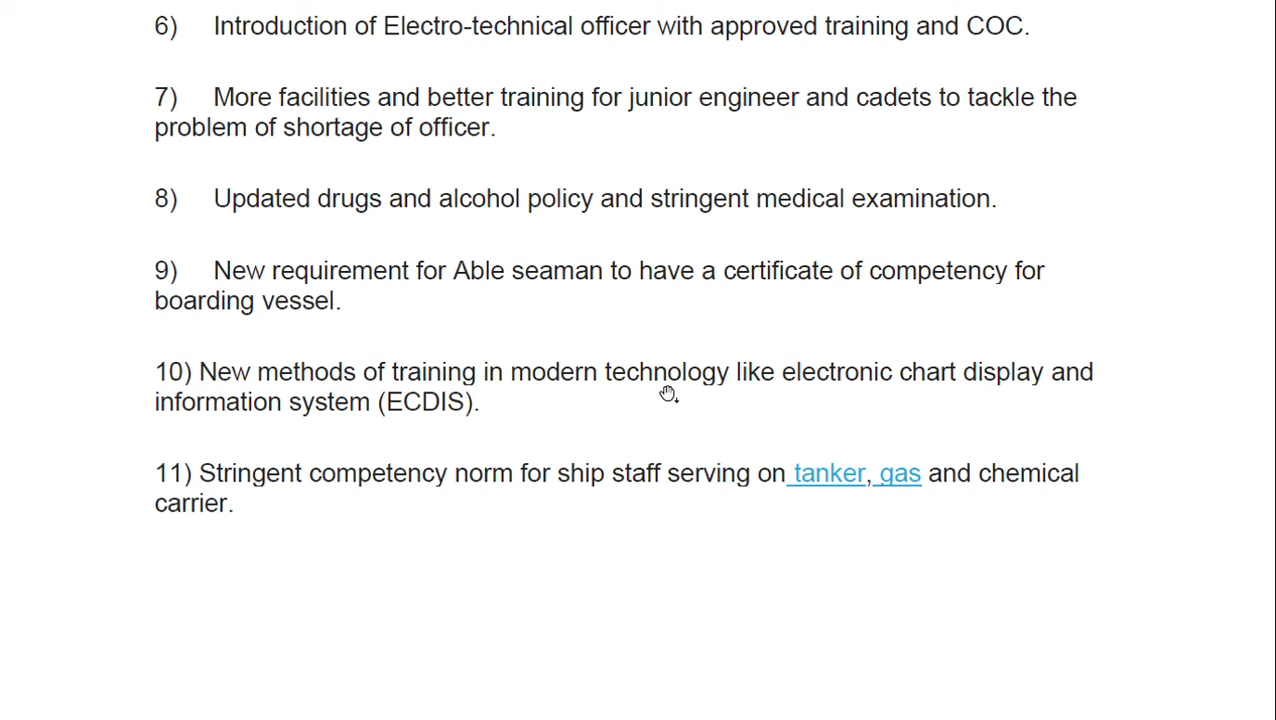 6) Introduction of Electro-technical officer with approved training and COC.
7) More facilities and better training for junior engineer and cadets to tackle the
problem of shortage of officer.
8) Updated drugs and alcohol policy and stringent medical examination.
9) New requirement for Able seaman to have a certificate of competency for
boarding vessel.
10) New methods of training in modern technology like electronic chart display and
information system (ECDIS).
11) Stringent competency norm for ship staff serving on tanker, gas and chemical
carrier.